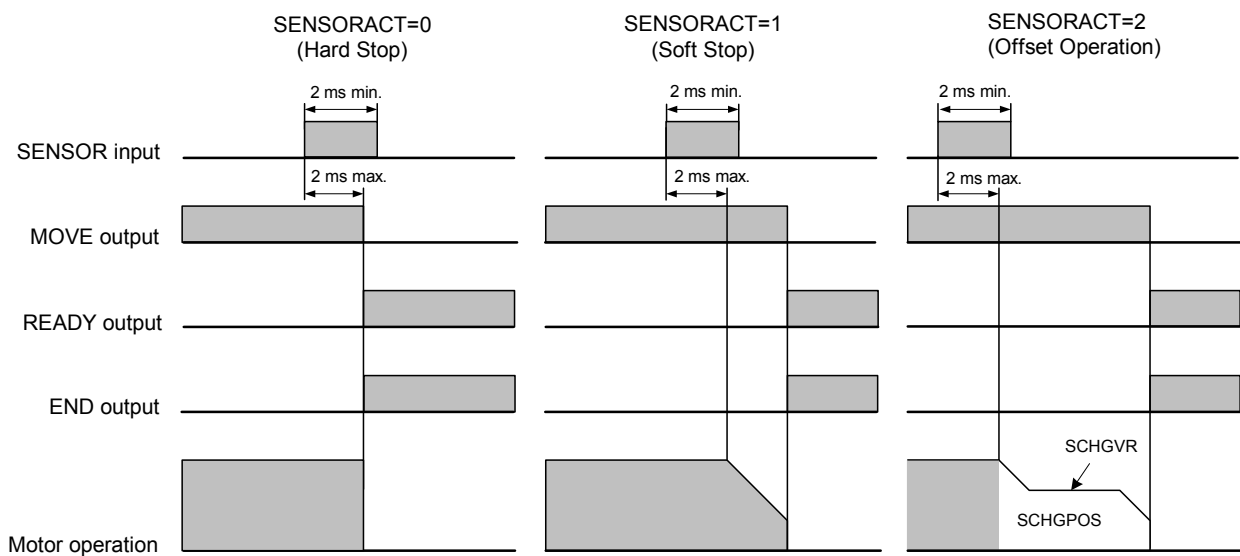 SENSORACT=0
(Hard Stop)
SENSORACT=1
(Soft Stop)
SENSORACT=2
(Offset Operation)
2 ms min.
2 ms min.
2 ms min.
SENSOR input
2 ms max.
2 ms max.
2 ms max.
MOVE output
READY output
END output
SCHGVR
SCHGPOS
Motor operation